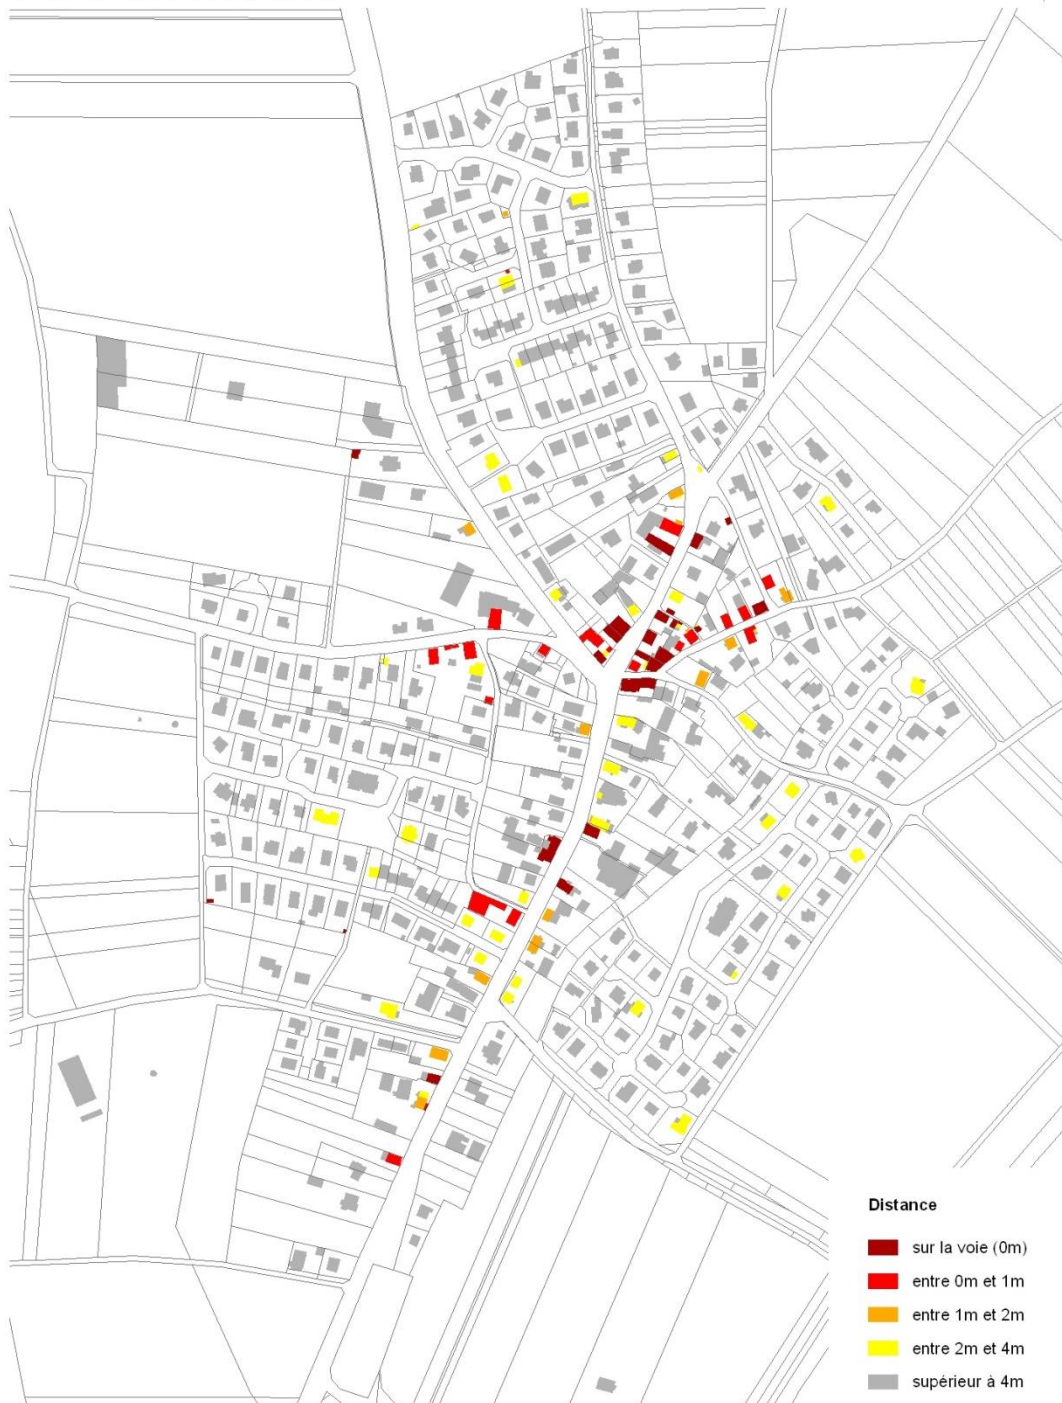 Distance
sur la voie (0m)
entre 0m et 1m
entre 1m et 2m
entre 2m et 4m
supérieur à 4m